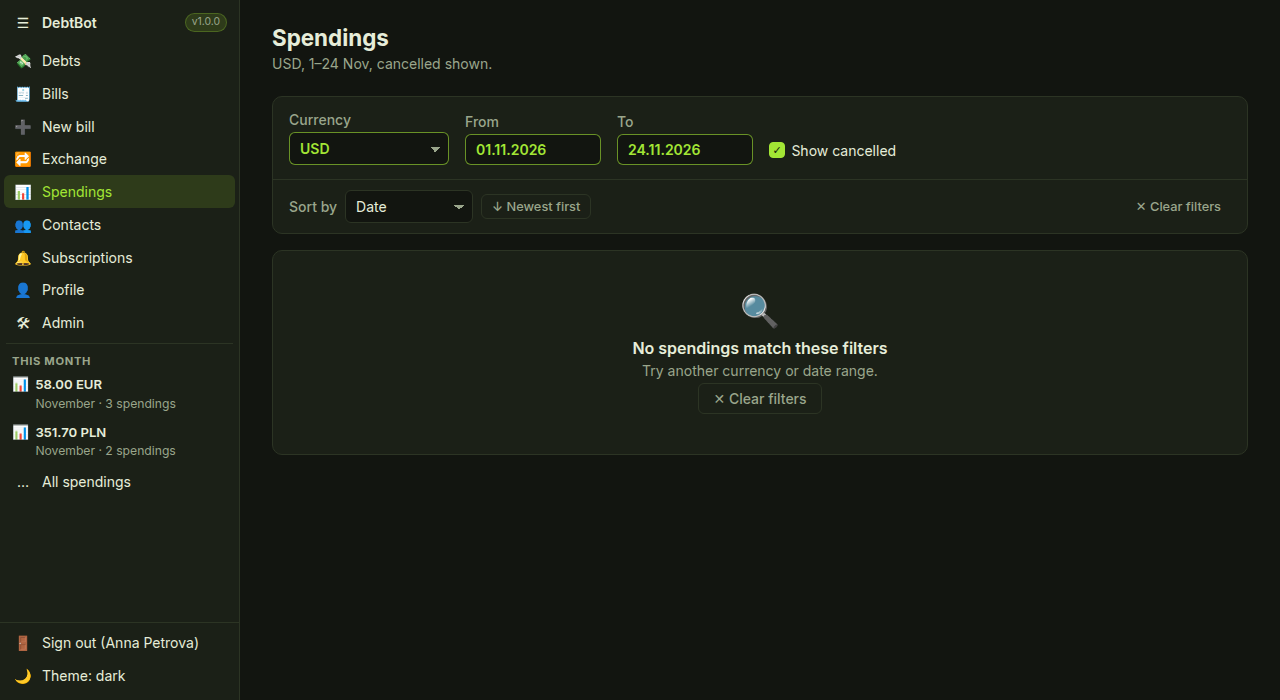 ☰ DebtBot v1.0.0
💸 Debts
🧾 Bills
➕ New bill
🔁 Exchange
📊 Spendings
👥 Contacts
🔔 Subscriptions
👤 Profile
🛠 Admin
THIS MONTH
📊 58.00 EUR
November · 3 spendings
📊 351.70 PLN
November · 2 spendings
… All spendings
🚪 Sign out (Anna Petrova)
🌙 Theme: dark
Spendings
USD, 1–24 Nov, cancelled shown.
Currency From To
USD 01.11.2026 24.11.2026 ✓ Show cancelled
Sort by Date ↓ Newest first ✕ Clear filters
🔍
No spendings match these filters
Try another currency or date range.
✕ Clear filters